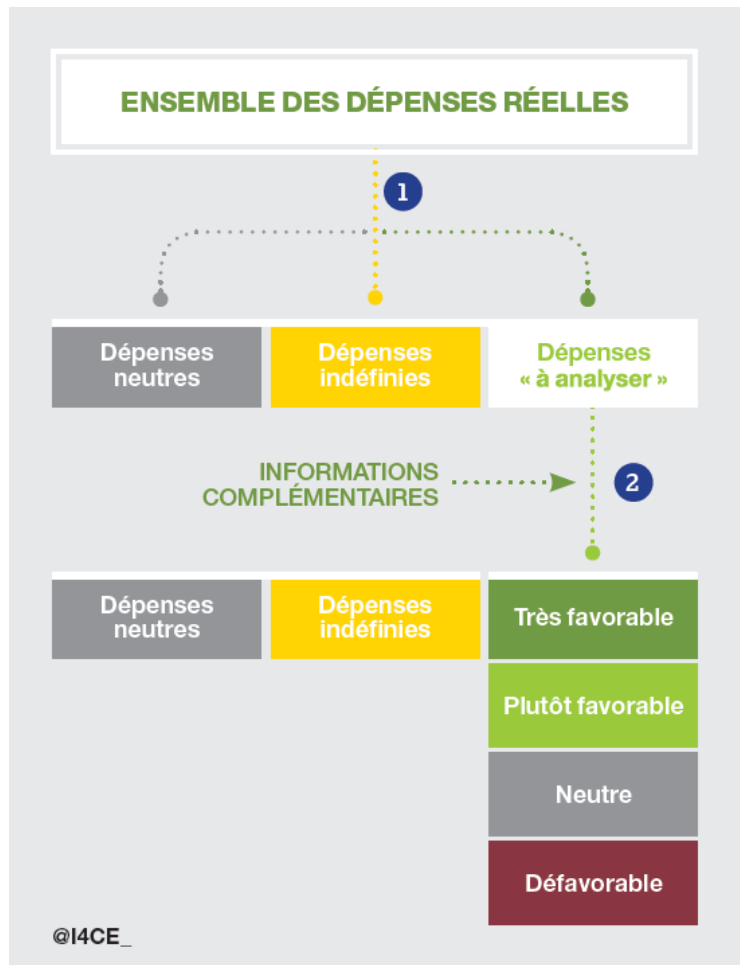 ENSEMBLE DES DÉPENSES RÉELLES
1
Dépenses
neutres
Dépenses
indéfinies
Dépenses
« à analyser »
INFORMATIONS
COMPLÉMENTAIRES
2
Dépenses
neutres
Dépenses
indéfinies
Très favorable
Plutôt favorable
Neutre
Défavorable
@I4CE_